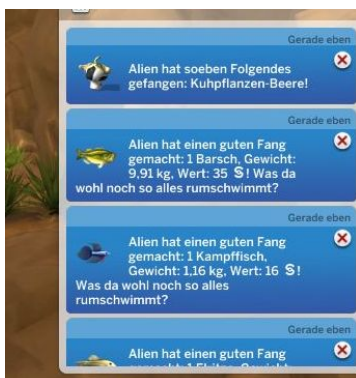 Gerade eben
Alien hat soeben Folgendes
gefangen: Kuhpflanzen-Beere!
Gerade eben
Alien hat einen guten Fang
gemacht: 1 Barsch, Gewicht:
9,91 kg, Wert: 35 § ! Was da
wohl noch so alles rumschwimmt?
Gerade eben
Alien hat einen guten Fang
gemacht: 1 Kampffisch,
Gewicht: 1,16 kg, Wert: 16 § !
Was da wohl noch so alles
rumschwimmt?
Gerade eben
Alien hat einen guten Fang